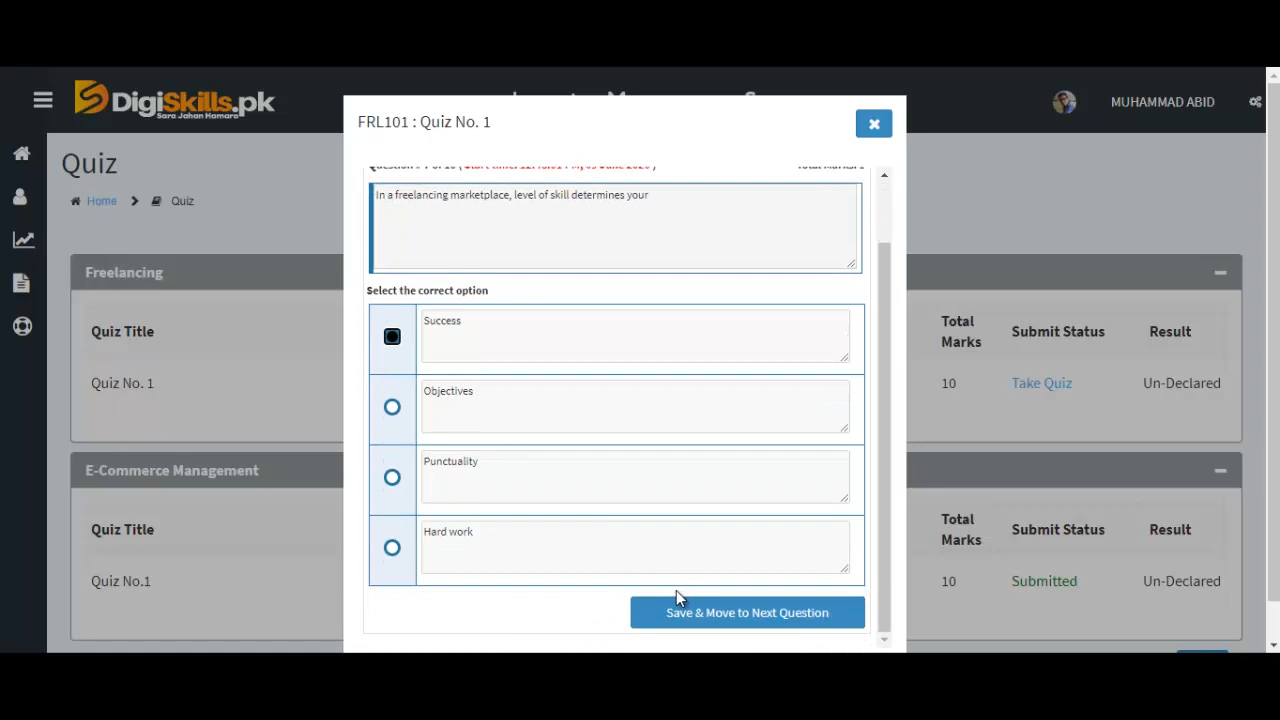 DigiSkills.pk
Sara Jahan Hamara
MUHAMMAD ABID
FRL101 : Quiz No. 1
Quiz
Home
Quiz
In a freelancing marketplace, level of skill determines your
Select the correct option
Success
Objectives
Punctuality
Hard work
Save & Move to Next Question
Freelancing
Quiz Title
Total Marks
Submit Status
Result
Quiz No. 1
10
Take Quiz
Un-Declared
E-Commerce Management
Quiz Title
Total Marks
Submit Status
Result
Quiz No.1
10
Submitted
Un-Declared